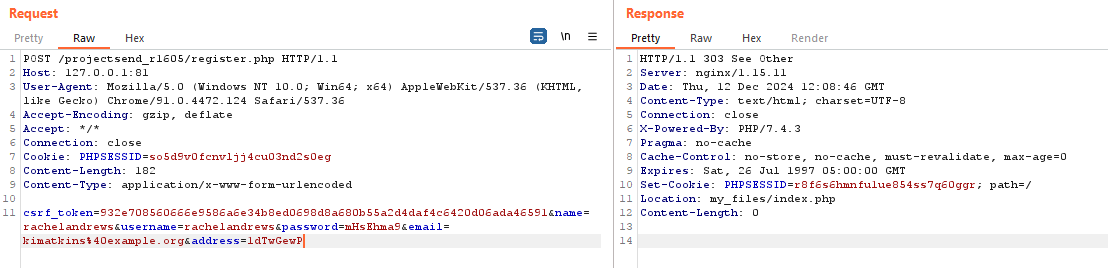 Request
Pretty Raw Hex \n
1 POST /projectsend_r1605/register.php HTTP/1.1
2 Host: 127.0.0.1:81
3 User-Agent: Mozilla/5.0 (Windows NT 10.0; Win64; x64) AppleWebKit/537.36 (KHTML,
like Gecko) Chrome/91.0.4472.124 Safari/537.36
4 Accept-Encoding: gzip, deflate
5 Accept: */*
6 Connection: close
7 Cookie: PHPSESSID=so5d9v0fcnvljj4cu03nd2s0eg
8 Content-Length: 182
9 Content-Type: application/x-www-form-urlencoded
10
11 csrf_token=932e708560666e9586a6e34b8ed0698d8a680b55a2d4daf4c6420d06ada46591&name=
rachelandrews&username=rachelandrews&password=mHsEhma9&email=
kimatkins%40example.org&address=ldTwGewP
Response
Pretty Raw Hex Render
1 HTTP/1.1 303 See Other
2 Server: nginx/1.15.11
3 Date: Thu, 12 Dec 2024 12:08:46 GMT
4 Content-Type: text/html; charset=UTF-8
5 Connection: close
6 X-Powered-By: PHP/7.4.3
7 Pragma: no-cache
8 Cache-Control: no-store, no-cache, must-revalidate, max-age=0
9 Expires: Sat, 26 Jul 1997 05:00:00 GMT
10 Set-Cookie: PHPSESSID=r8f6s6hmnfulue854ss7q60ggr; path=/
11 Location: my_files/index.php
12 Content-Length: 0
13
14